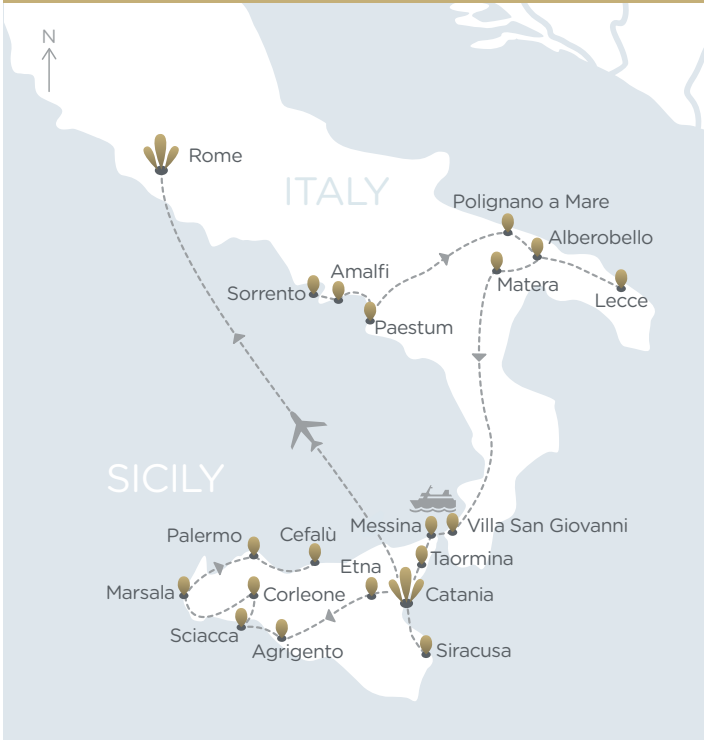 N
Rome
ITALY
Polignano a Mare
Alberobello
Amalfi
Sorrento
Matera
Lecce
Paestum
SICILY
Messina
Villa San Giovanni
Palermo
Cefalù
Taormina
Etna
Marsala
Corleone
Catania
Sciacca
Agrigento
Siracusa